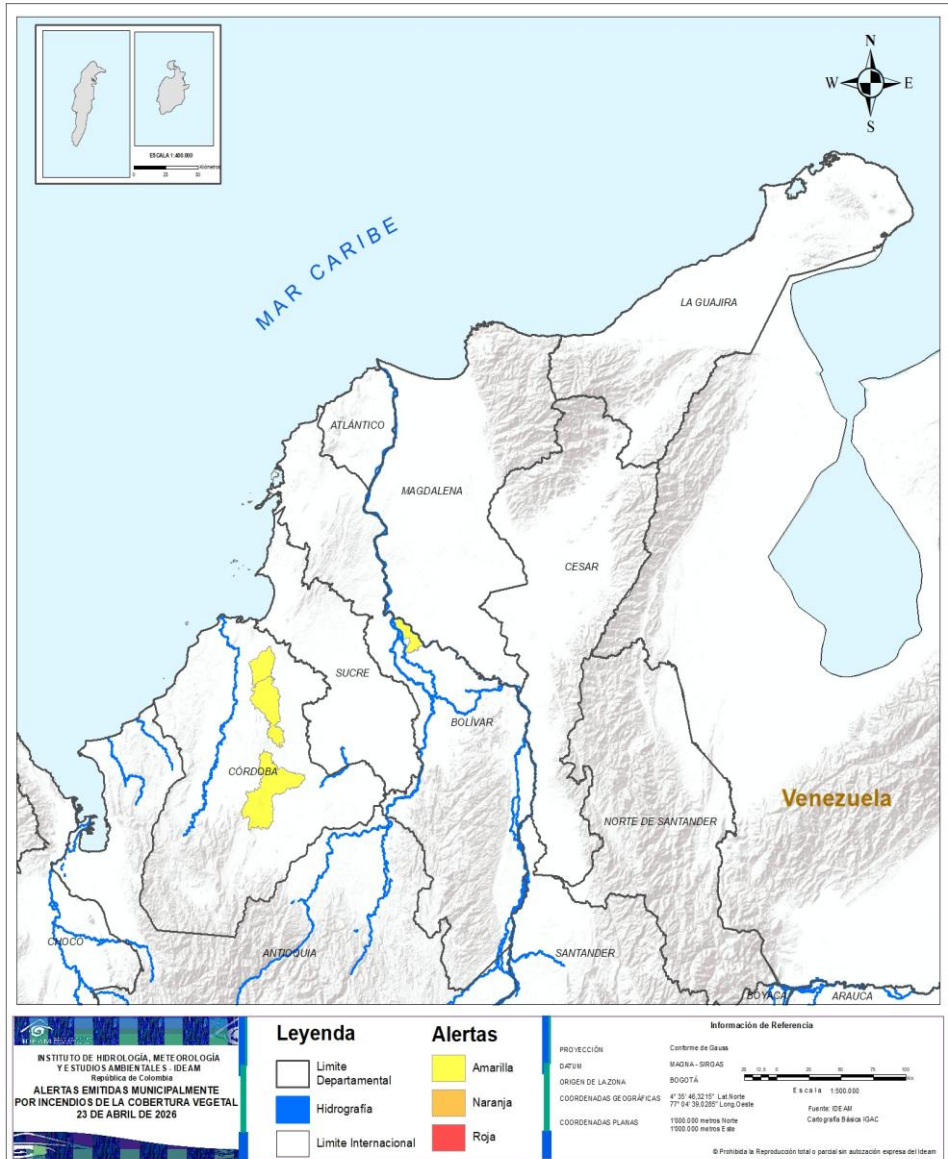 ESCALA 1:400.000
Kilómetros
N
W
E
S
MAR CARIBE
LA GUAJIRA
ATLÁNTICO
MAGDALENA
CESAR
SUCRE
BOLÍVAR
CÓRDOBA
NORTE DE SANTANDER
Venezuela
CHOCO
ANTIOQUIA
SANTANDER
BOYACÁ
ARAUCA
IDEAM
INSTITUTO DE HIDROLOGÍA, METEOROLOGÍA
Y ESTUDIOS AMBIENTALES - IDEAM
República de Colombia
ALERTAS EMITIDAS MUNICIPALMENTE
POR INCENDIOS DE LA COBERTURA VEGETAL
23 DE ABRIL DE 2026
Leyenda
Limite
Departamental
Hidrografía
Limite Internacional
Alertas
Amarilla
Naranja
Roja
Información de Referencia
PROYECCIÓN Conforme de Gauss
DATUM MAGNA - SIRGAS
ORIGEN DE LA ZONA BOGOTÁ
COORDENADAS GEOGRÁFICAS 4° 35' 46,3215" Lat.Norte
77° 04' 39,0285" Long.Oeste
COORDENADAS PLANAS 1'000.000 metros Norte
1'000.000 metros Este
Escala 1:500.000
Fuente: IDEAM
Cartografía Básica IGAC
© Prohibida la Reproducción total o parcial sin autozación expresa del Ideam